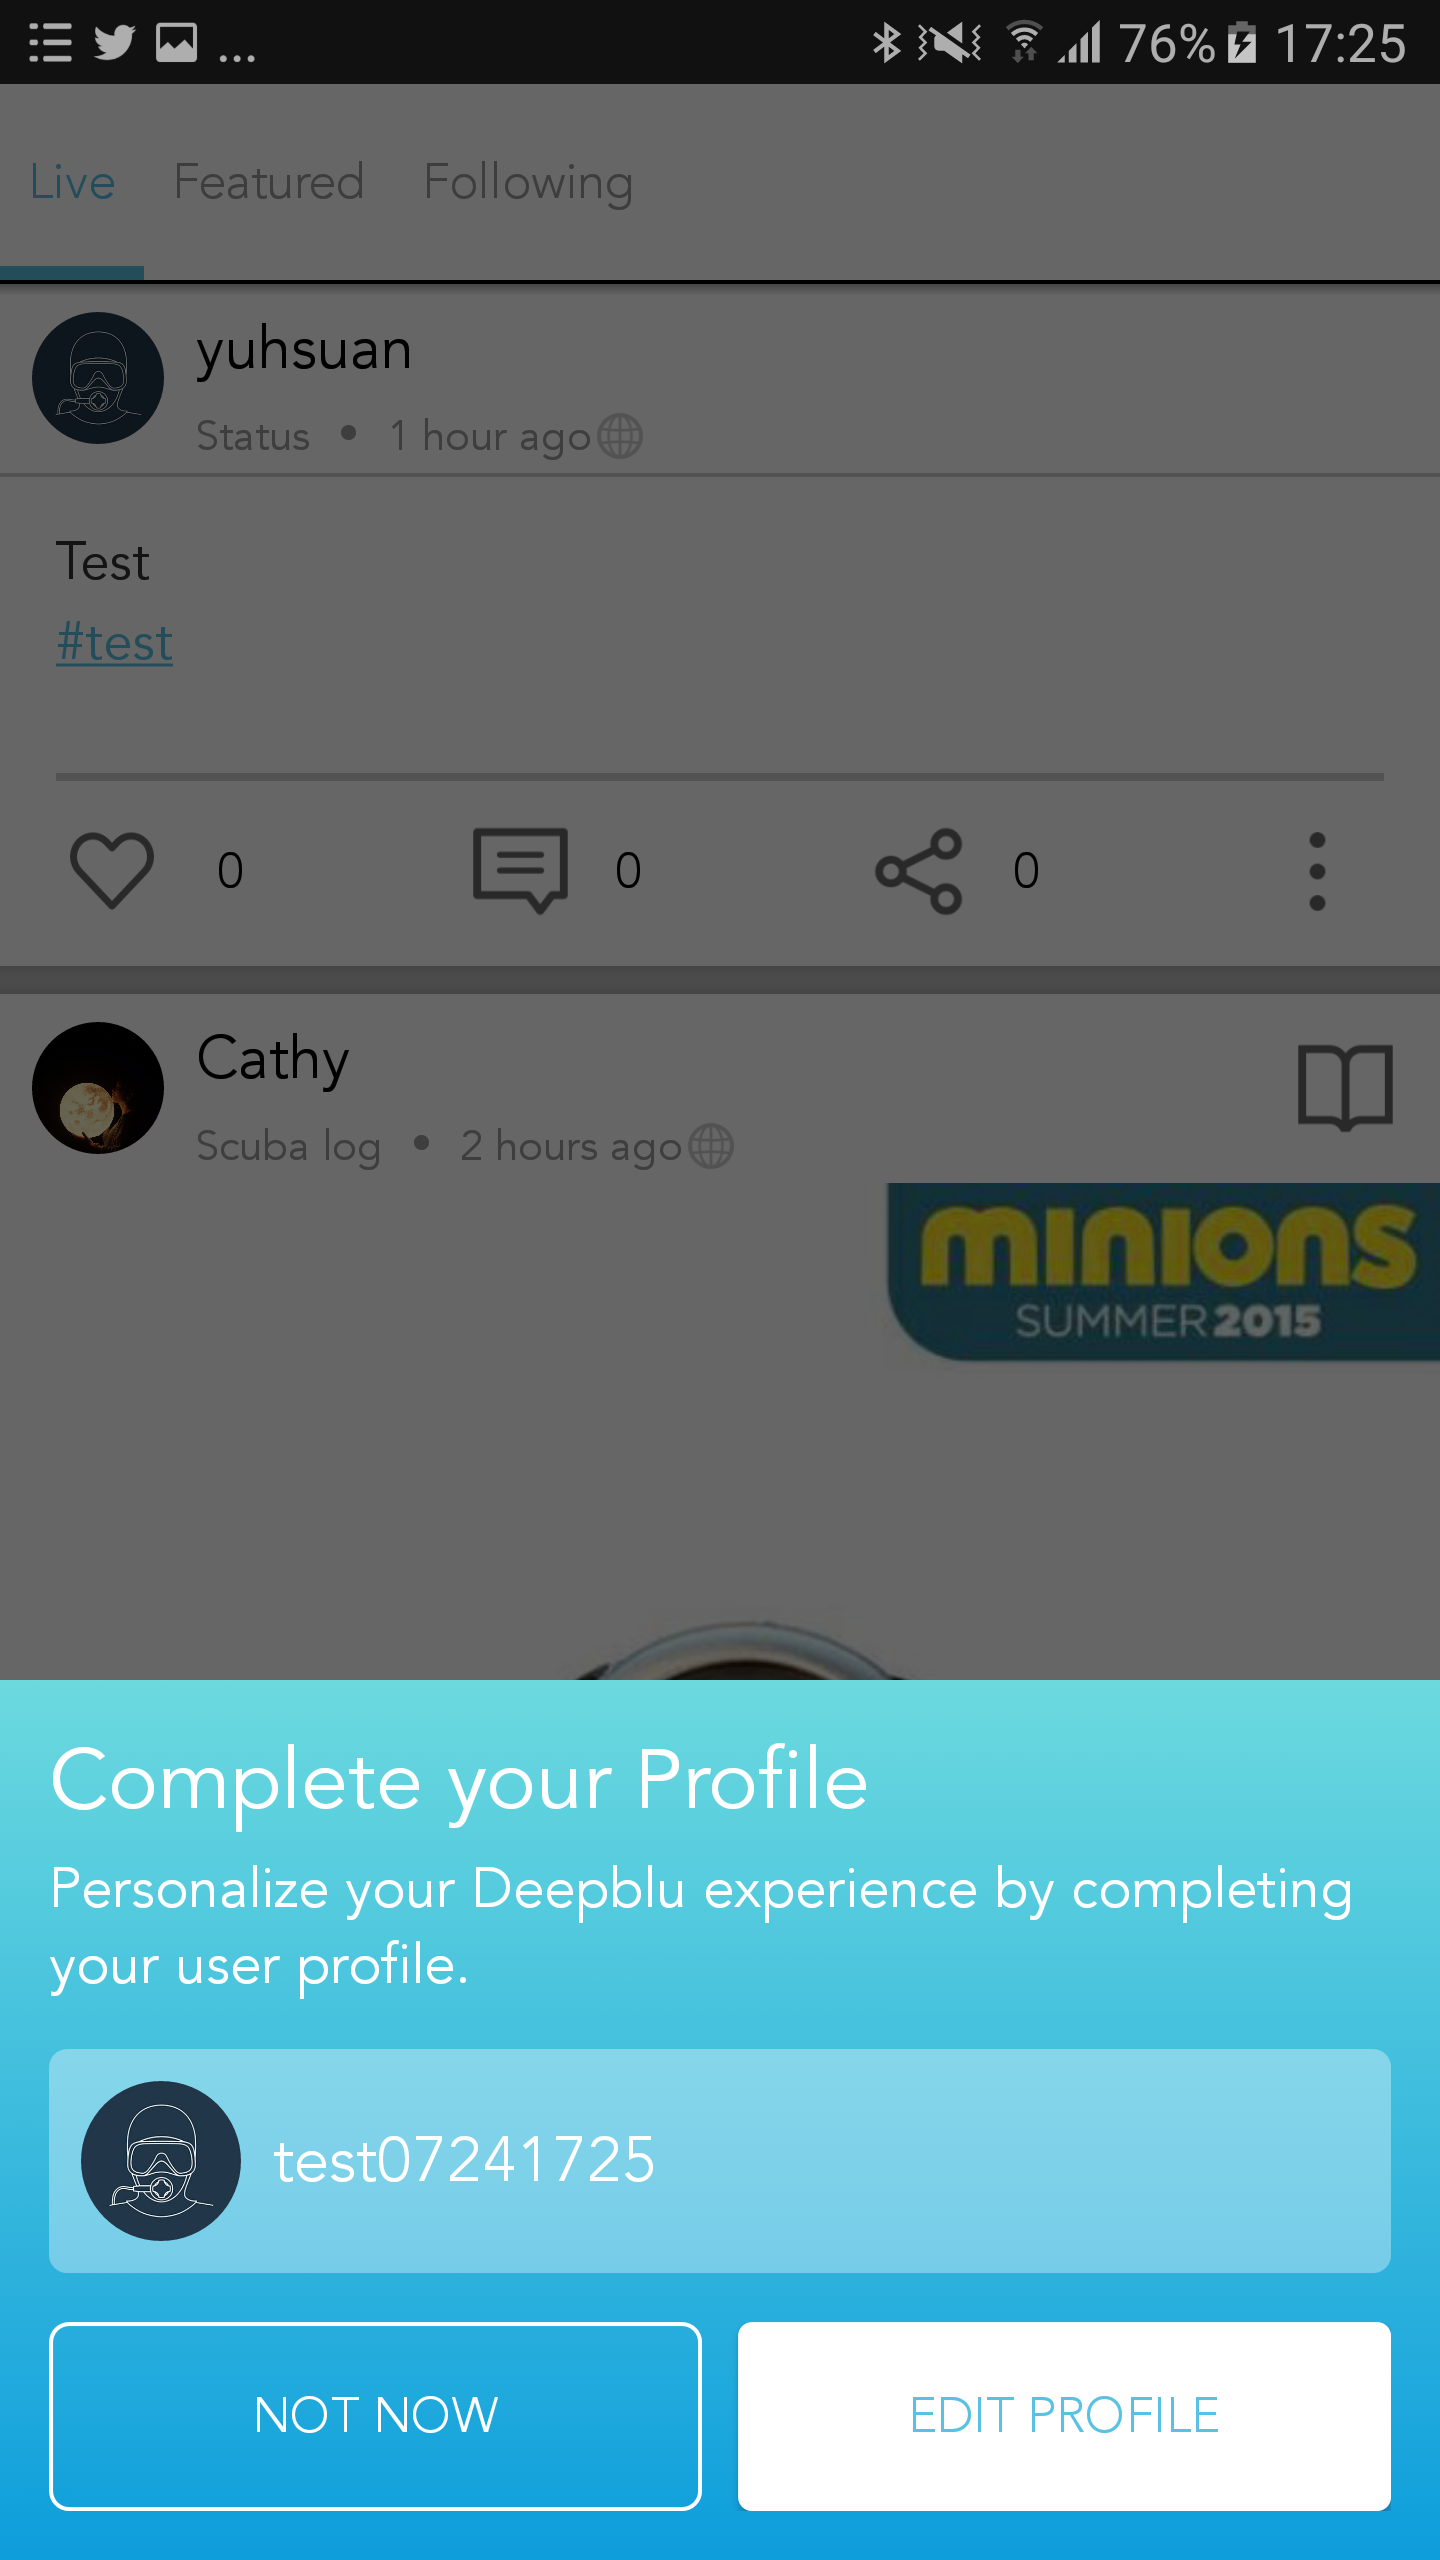 ... 76% 17:25
Live Featured Following
yuhsuan
Status • 1 hour ago
Test
#test
0 0 0
Cathy
Scuba log • 2 hours ago
minions
SUMMER 2015
Complete your Profile
Personalize your Deepblu experience by completing
your user profile.
test07241725
NOT NOW EDIT PROFILE